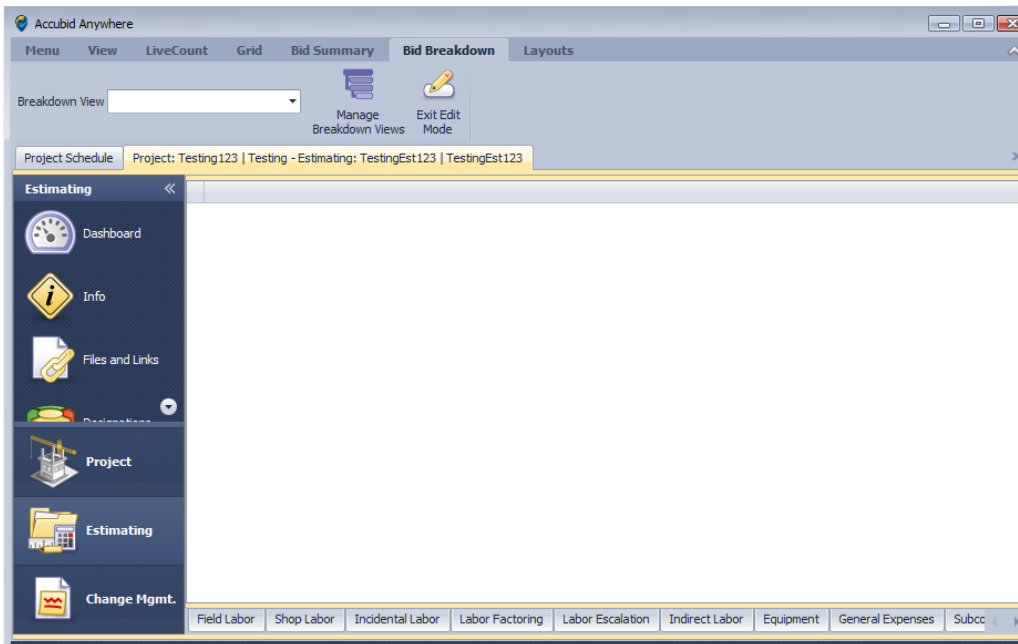 Accubid Anywhere
Menu View LiveCount Grid Bid Summary Bid Breakdown Layouts
Breakdown View
Manage
Breakdown Views
Exit Edit
Mode
Project Schedule Project: Testing123 | Testing - Estimating: TestingEst123 | TestingEst123
Estimating
Dashboard
Info
Files and Links
Project
Estimating
Change Mgmt.
Field Labor Shop Labor Incidental Labor Labor Factoring Labor Escalation Indirect Labor Equipment General Expenses Subco